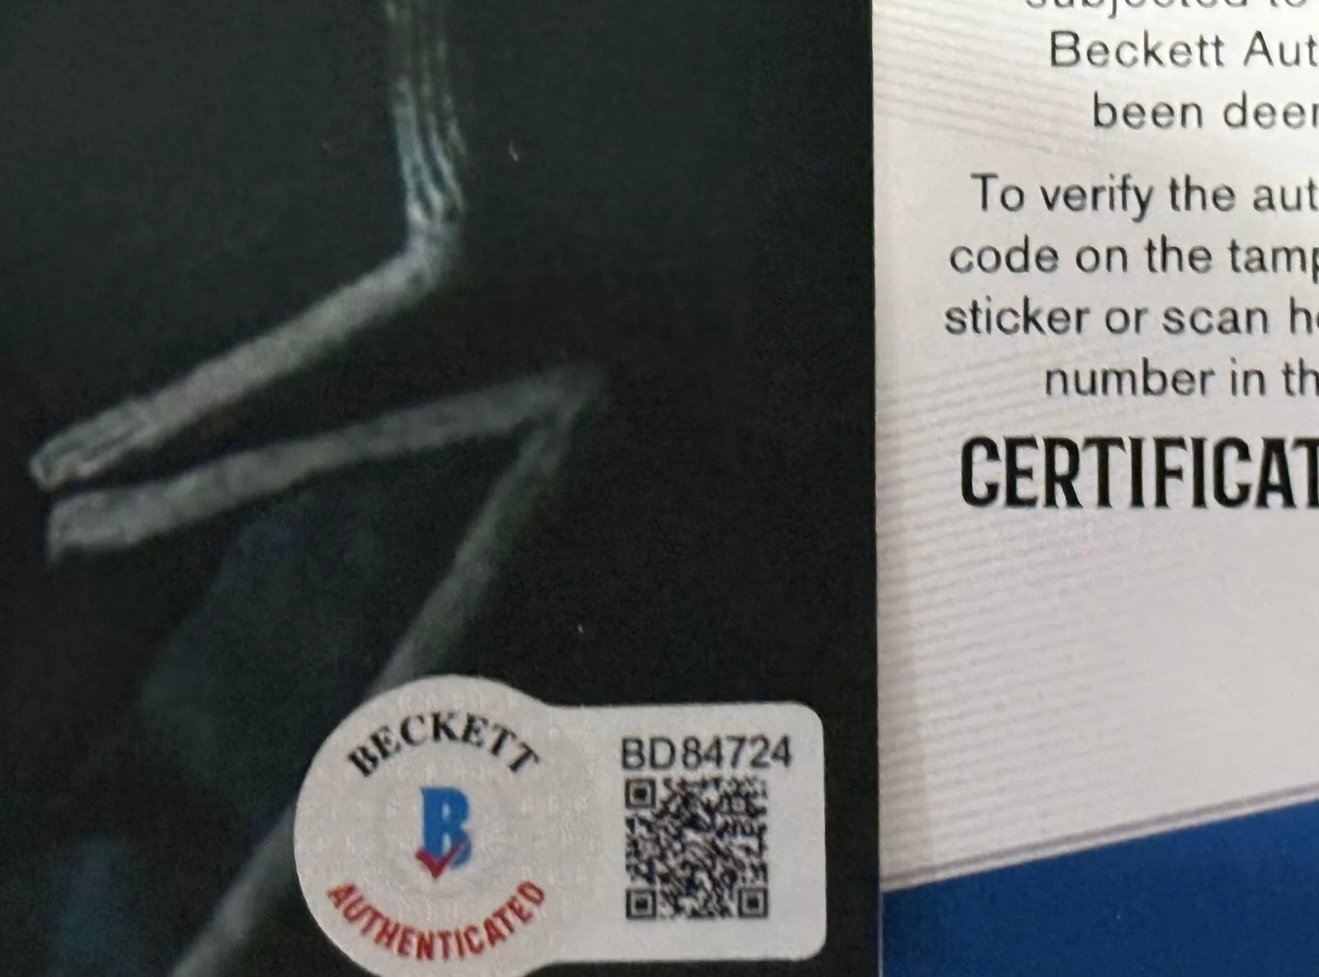 Beckett Aut
been deer
To verify the aut
code on the tamp
sticker or scan he
number in th
CERTIFICAT
BECKETT
B
AUTHENTICATED
BD84724